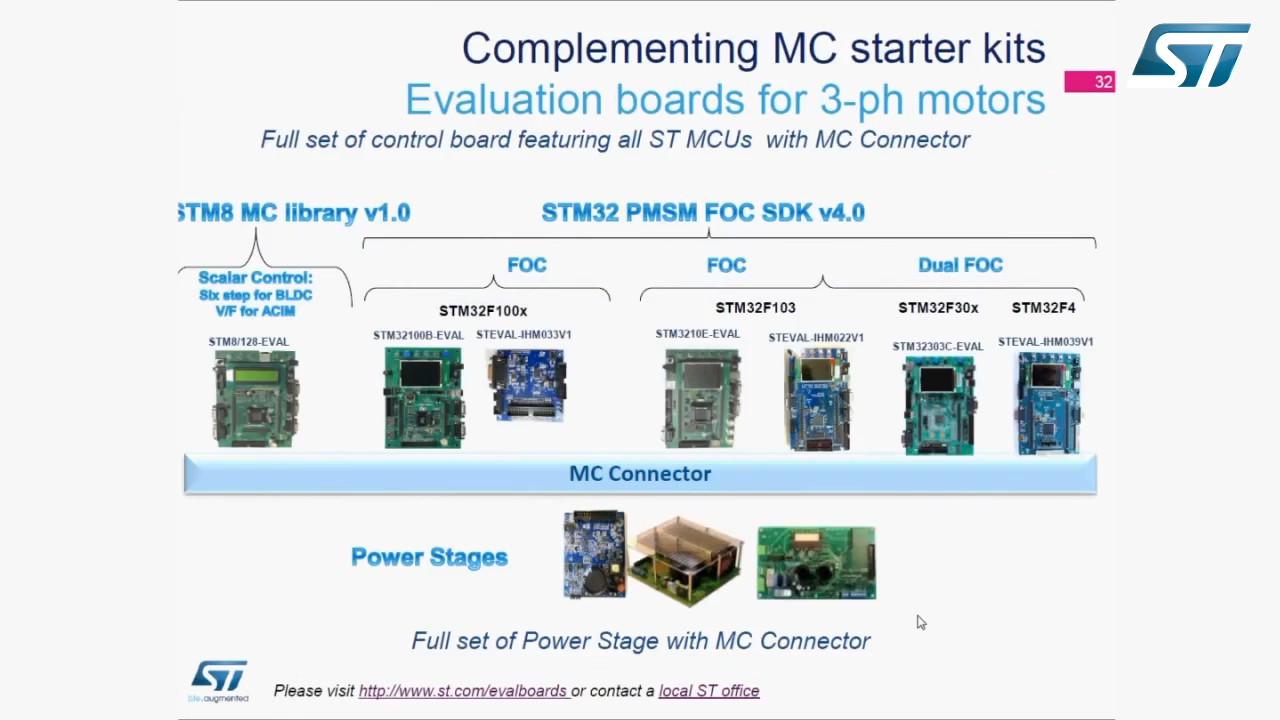 Complementing MC starter kits
Evaluation boards for 3-ph motors
32
ST
Full set of control board featuring all ST MCUs with MC Connector
STM8 MC library v1.0
STM32 PMSM FOC SDK v4.0
Scalar Control:
Six step for BLDC
V/F for ACIM
FOC
FOC
Dual FOC
STM32F100x
STM32F103
STM32F30x
STM32F4
STM8/128-EVAL
STM32100B-EVAL
STEVAL-IHM033V1
STM3210E-EVAL
STEVAL-IHM022V1
STM32303C-EVAL
STEVAL-IHM039V1
MC Connector
Power Stages
Full set of Power Stage with MC Connector
ST
life.augmented
Please visit http://www.st.com/evalboards or contact a local ST office